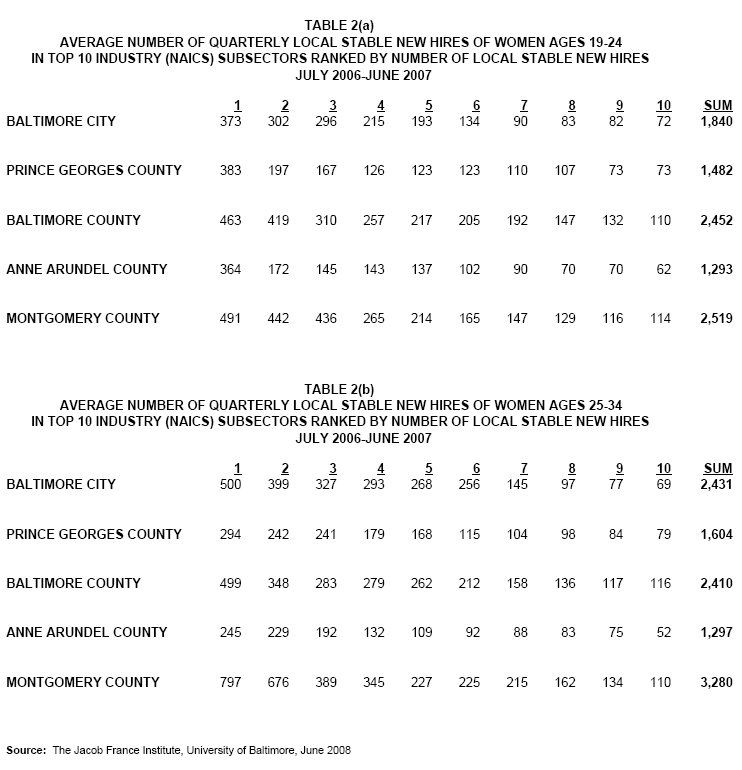 TABLE 2(a)
AVERAGE NUMBER OF QUARTERLY LOCAL STABLE NEW HIRES OF WOMEN AGES 19-24
IN TOP 10 INDUSTRY (NAICS) SUBSECTORS RANKED BY NUMBER OF LOCAL STABLE NEW HIRES
JULY 2006-JUNE 2007
1 2 3 4 5 6 7 8 9 10 SUM
BALTIMORE CITY 373 302 296 215 193 134 90 83 82 72 1,840
PRINCE GEORGES COUNTY 383 197 167 126 123 123 110 107 73 73 1,482
BALTIMORE COUNTY 463 419 310 257 217 205 192 147 132 110 2,452
ANNE ARUNDEL COUNTY 364 172 145 143 137 102 90 70 70 62 1,293
MONTGOMERY COUNTY 491 442 436 265 214 165 147 129 116 114 2,519
TABLE 2(b)
AVERAGE NUMBER OF QUARTERLY LOCAL STABLE NEW HIRES OF WOMEN AGES 25-34
IN TOP 10 INDUSTRY (NAICS) SUBSECTORS RANKED BY NUMBER OF LOCAL STABLE NEW HIRES
JULY 2006-JUNE 2007
1 2 3 4 5 6 7 8 9 10 SUM
BALTIMORE CITY 500 399 327 293 268 256 145 97 77 69 2,431
PRINCE GEORGES COUNTY 294 242 241 179 168 115 104 98 84 79 1,604
BALTIMORE COUNTY 499 348 283 279 262 212 158 136 117 116 2,410
ANNE ARUNDEL COUNTY 245 229 192 132 109 92 88 83 75 52 1,297
MONTGOMERY COUNTY 797 676 389 345 227 225 215 162 134 110 3,280
Source: The Jacob France Institute, University of Baltimore, June 2008